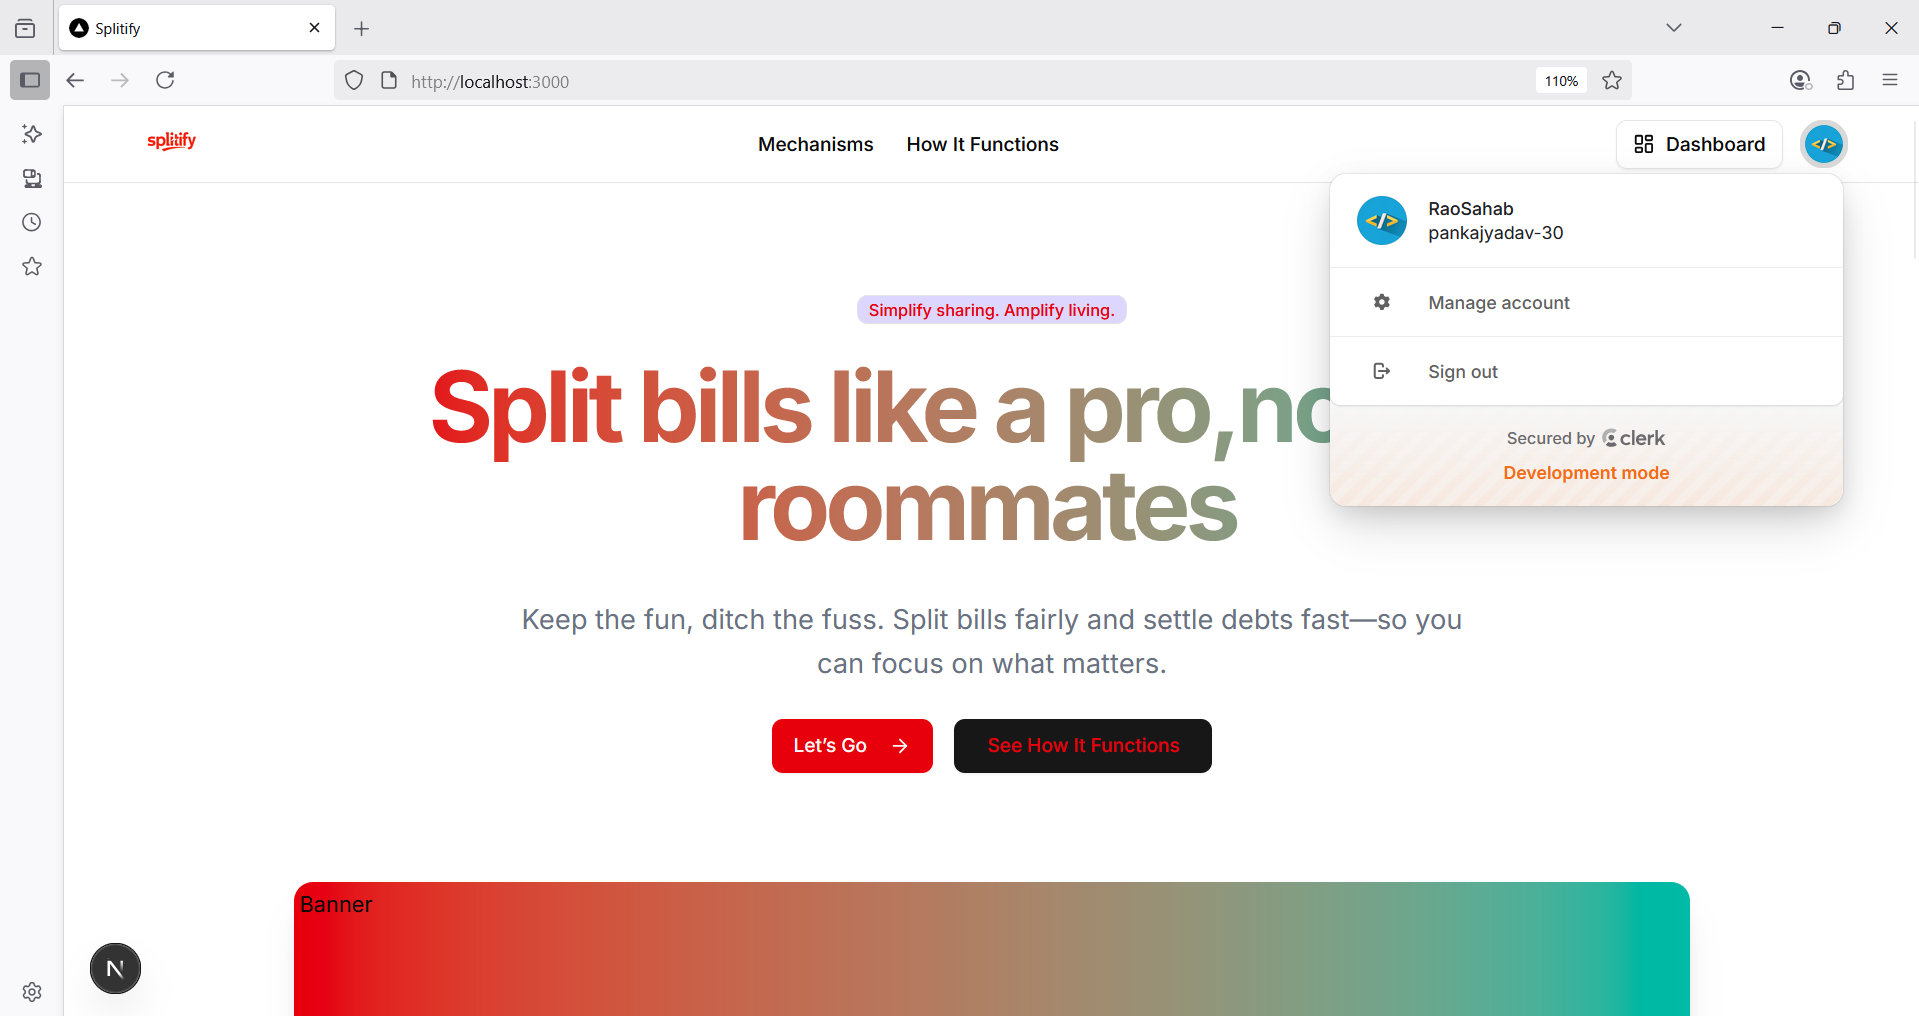 Splitify
http://localhost:3000
110%
splitify
Mechanisms
How It Functions
Dashboard
RaoSahab
pankajyadav-30
Manage account
Sign out
Secured by clerk
Development mode
Simplify sharing. Amplify living.
Split bills like a pro,
roommates
Keep the fun, ditch the fuss. Split bills fairly and settle debts fast—so you
can focus on what matters.
Let's Go
See How It Functions
Banner
N